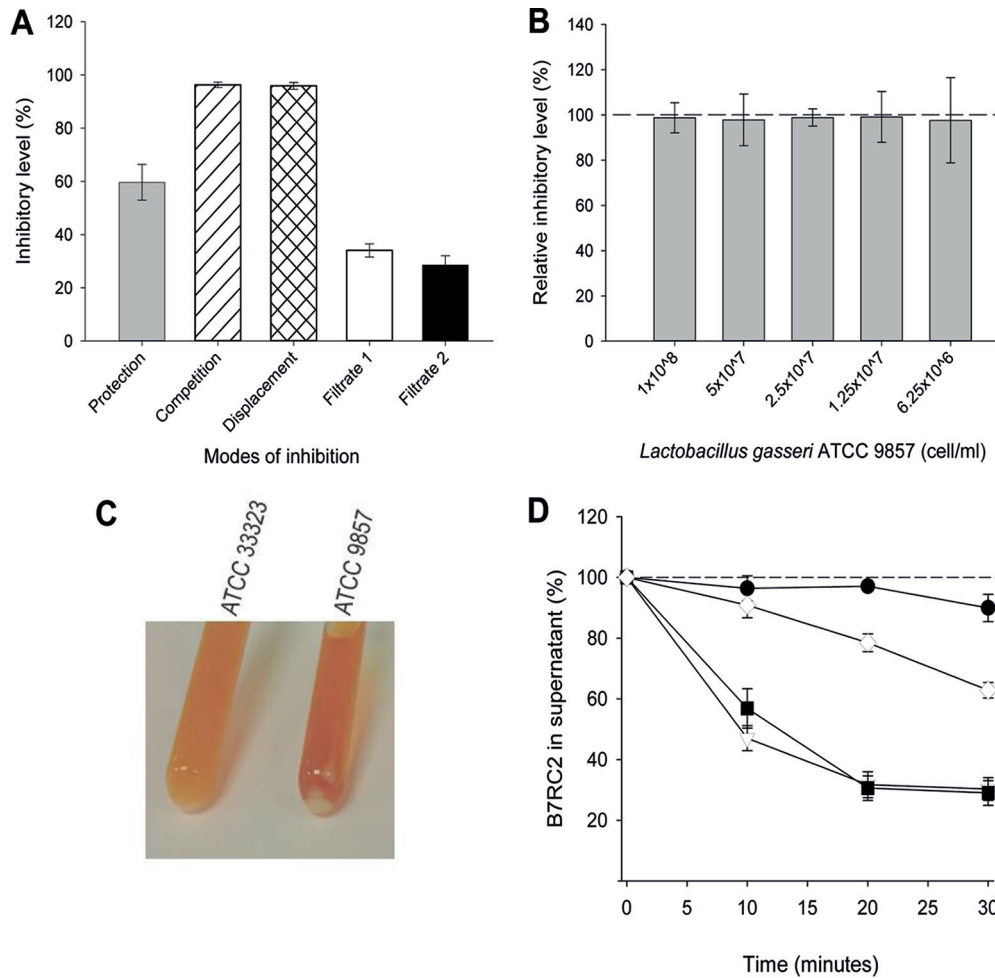 A
Inhibitory level (%)
120
100
80
60
40
20
0
Protection
Competition
Displacement
Filtrate 1
Filtrate 2
Modes of inhibition
B
Relative inhibitory level (%)
140
120
100
80
60
40
20
0
1x10^8
5x10^7
2.5x10^7
1.25x10^7
6.25x10^6
Lactobacillus gasseri ATCC 9857 (cell/ml)
C
ATCC 33323
ATCC 9857
D
B7RC2 in supernatant (%)
120
100
80
60
40
20
0
5
10
15
20
25
30
Time (minutes)